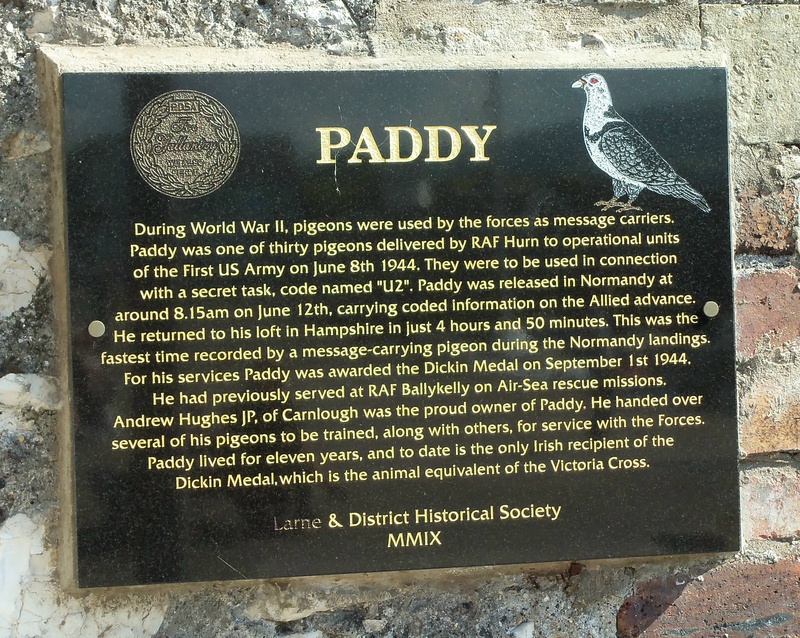 PDSA
For
Gallantry
PADDY
During World War II, pigeons were used by the forces as message carriers.
Paddy was one of thirty pigeons delivered by RAF Hurn to operational units
of the First US Army on June 8th 1944. They were to be used in connection
with a secret task, code named "U2". Paddy was released in Normandy at
around 8.15am on June 12th, carrying coded information on the Allied advance.
He returned to his loft in Hampshire in just 4 hours and 50 minutes. This was the
fastest time recorded by a message-carrying pigeon during the Normandy landings.
For his services Paddy was awarded the Dickin Medal on September 1st 1944.
He had previously served at RAF Ballykelly on Air-Sea rescue missions.
Andrew Hughes JP, of Carnlough was the proud owner of Paddy. He handed over
several of his pigeons to be trained, along with others, for service with the Forces.
Paddy lived for eleven years, and to date is the only Irish recipient of the
Dickin Medal, which is the animal equivalent of the Victoria Cross.
Larne & District Historical Society
MMIX